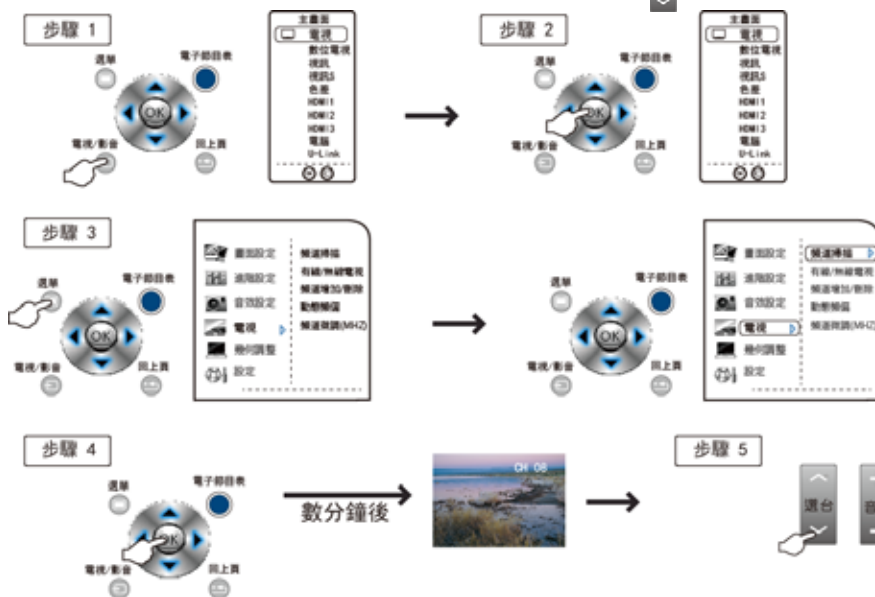 步驟 1
選單
電子節目表
OK
電視/影音
回上頁
主畫面
電視
數位電視
視訊
視訊S
色差
HDMI1
HDMI2
HDMI3
電腦
U-Link
步驟 2
選單
電子節目表
OK
電視/影音
回上頁
主畫面
電視
數位電視
視訊
視訊S
色差
HDMI1
HDMI2
HDMI3
電腦
U-Link
步驟 3
選單
電子節目表
OK
電視/影音
回上頁
畫面設定
進階設定
音效設定
電視
幾何調整
設定
頻道掃描
有線/無線電視
頻道增加/刪除
動態頻偏
頻道微調(MHZ)
選單
電子節目表
OK
電視/影音
回上頁
畫面設定
進階設定
音效設定
電視
幾何調整
設定
頻道掃描
有線/無線電視
頻道增加/刪除
動態頻偏
頻道微調(MHZ)
步驟 4
選單
電子節目表
OK
電視/影音
回上頁
數分鐘後
CH 08
步驟 5
選台
音